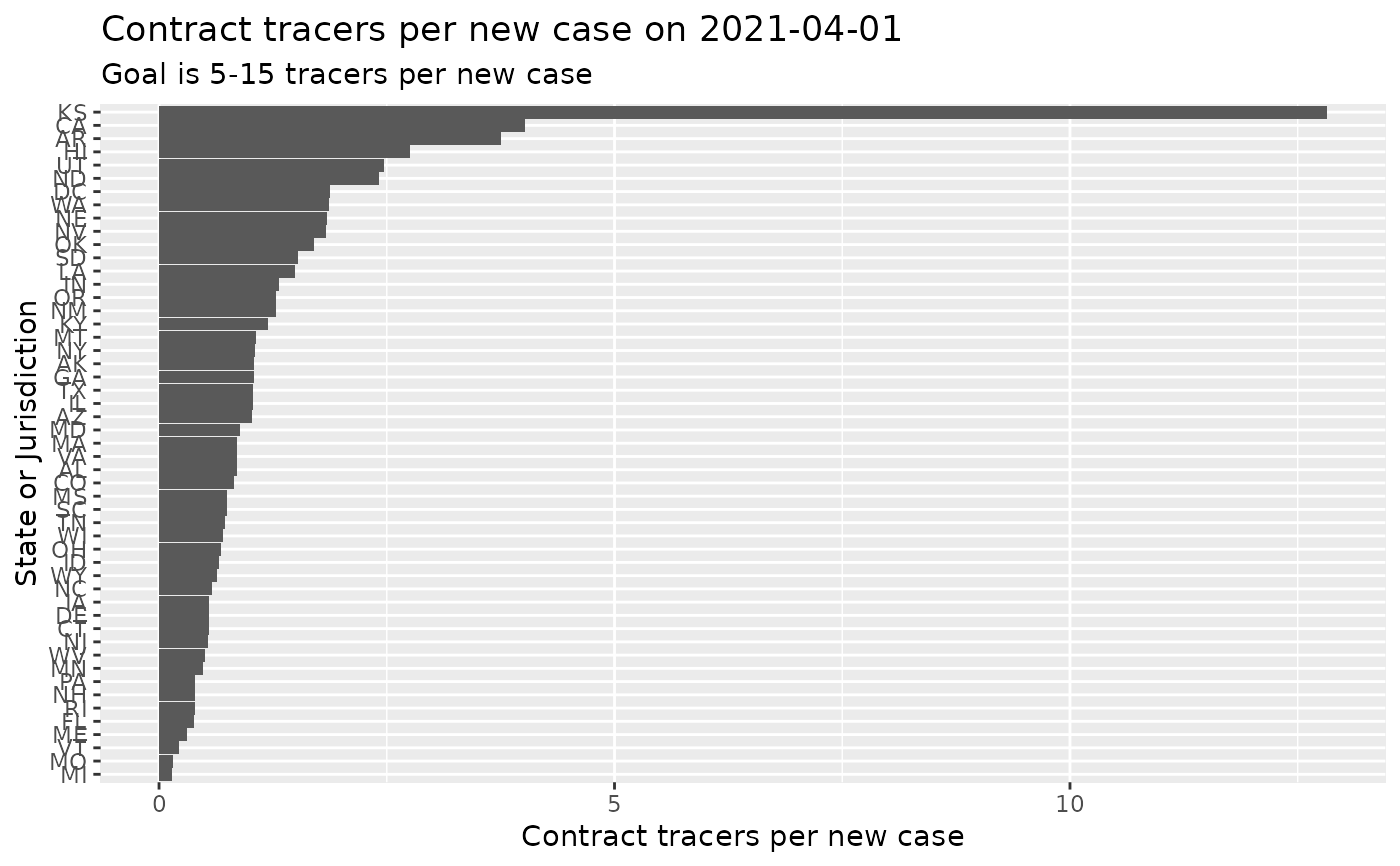 Contract tracers per new case on 2021-04-01
Goal is 5-15 tracers per new case
KS
CA
AR
HI
UT
ND
DC
WA
NE
NV
OK
SD
LA
IN
OR
NM
KY
MT
NY
AK
GA
TX
IL
AZ
MD
MA
VA
AL
CO
MS
SC
TN
WI
OH
ID
WY
NC
IA
DE
CT
NJ
WV
MN
PA
NH
RI
FL
ME
VT
MO
MI
State or Jurisdiction
0 5 10
Contract tracers per new case